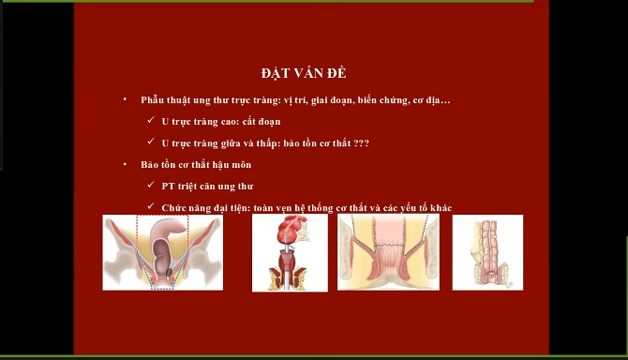 ĐẶT VẤN ĐỀ
• Phẫu thuật ung thư trực tràng: vị trí, giai đoạn, biến chứng, cơ địa…
✓ U trực tràng cao: cắt đoạn
✓ U trực tràng giữa và thấp: bảo tồn cơ thắt ???
• Bảo tồn cơ thắt hậu môn
✓ PT triệt căn ung thư
✓ Chức năng đại tiện: toàn vẹn hệ thống cơ thắt và các yếu tố khác